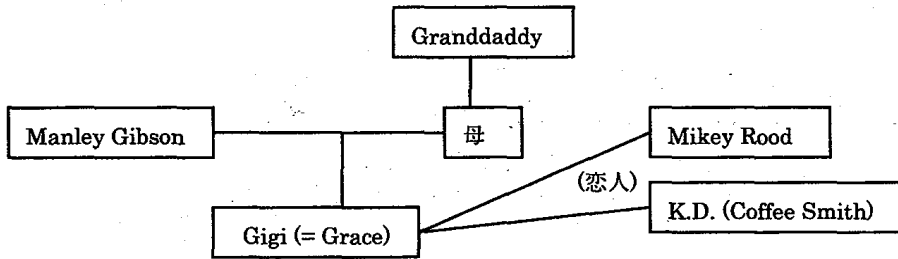 Granddaddy
Manley Gibson
母
Mikey Rood
(恋人)
K.D. (Coffee Smith)
Gigi (= Grace)